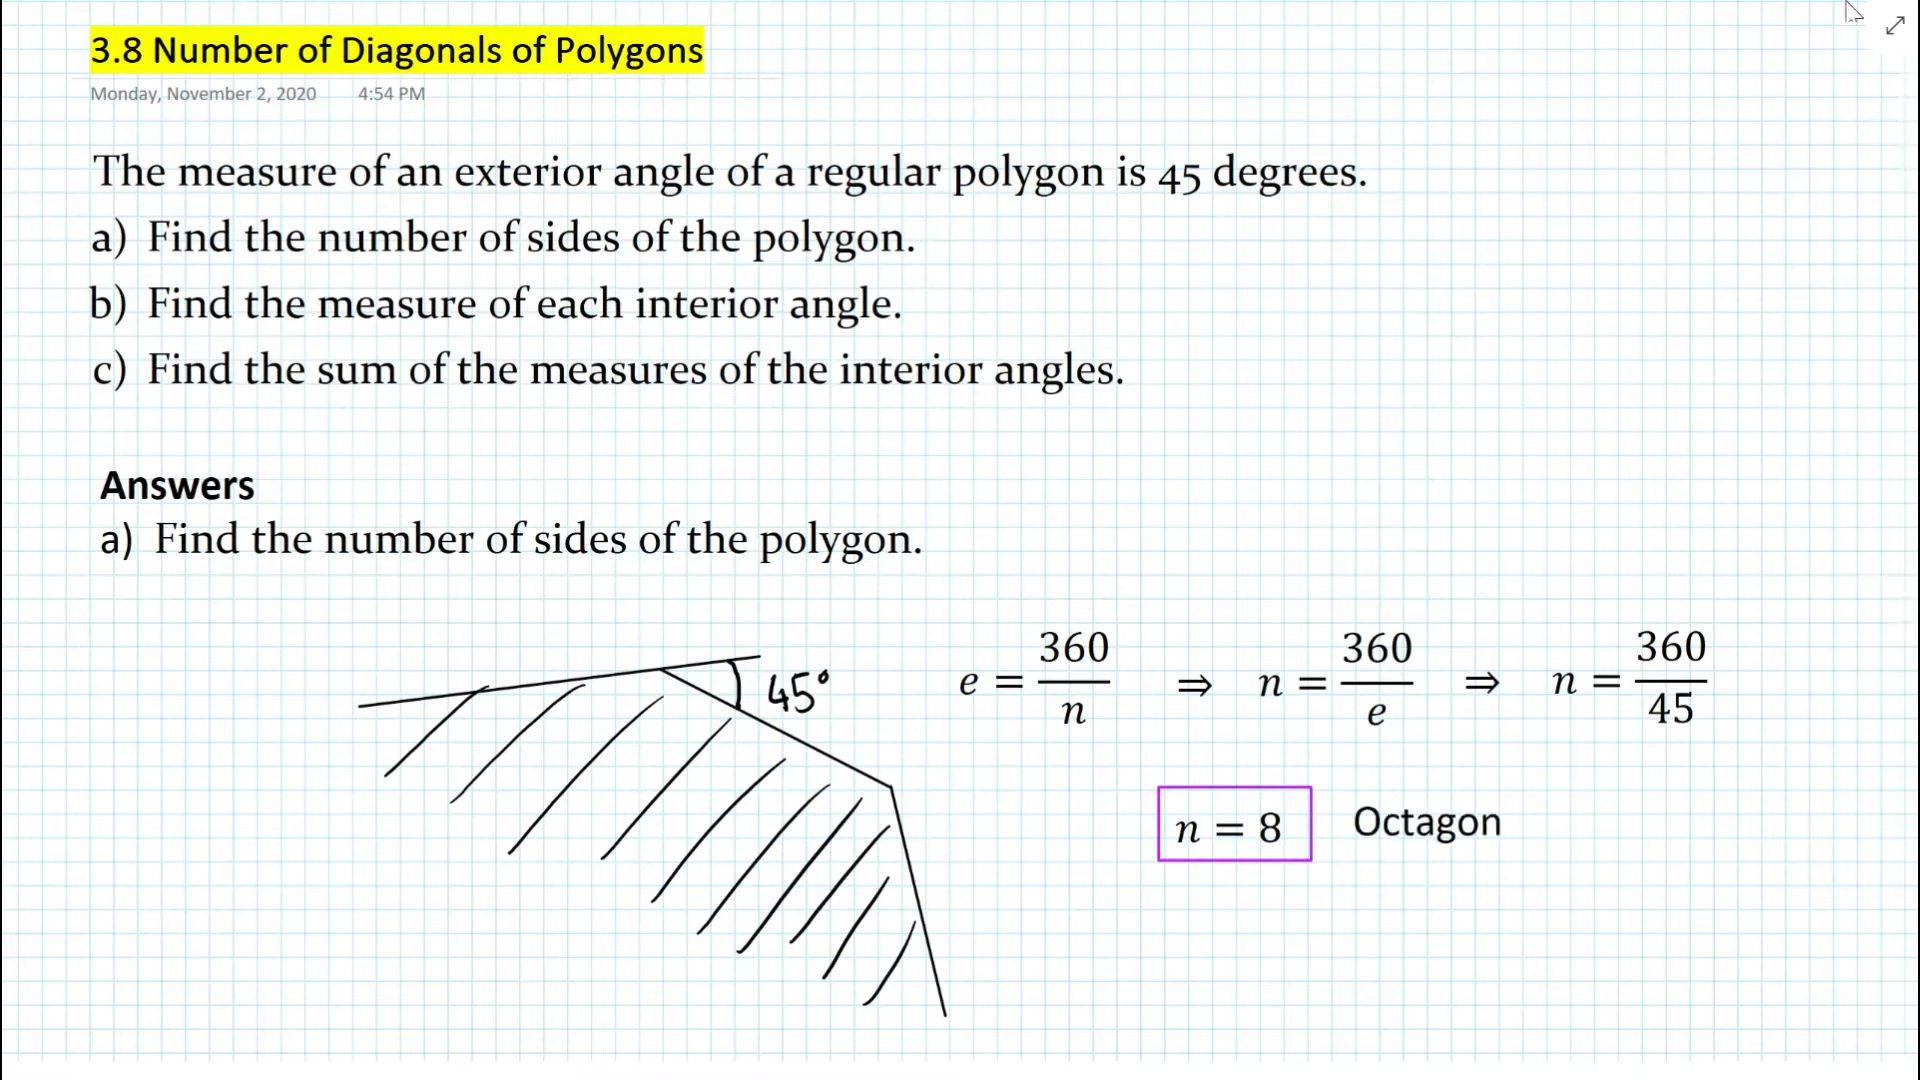 3.8 Number of Diagonals of Polygons
Monday, November 2, 2020 4:54 PM
The measure of an exterior angle of a regular polygon is 45 degrees.
a) Find the number of sides of the polygon.
b) Find the measure of each interior angle.
c) Find the sum of the measures of the interior angles.
Answers
a) Find the number of sides of the polygon.
45°
e = 360/n ⇒ n = 360/e ⇒ n = 360/45
n = 8 Octagon